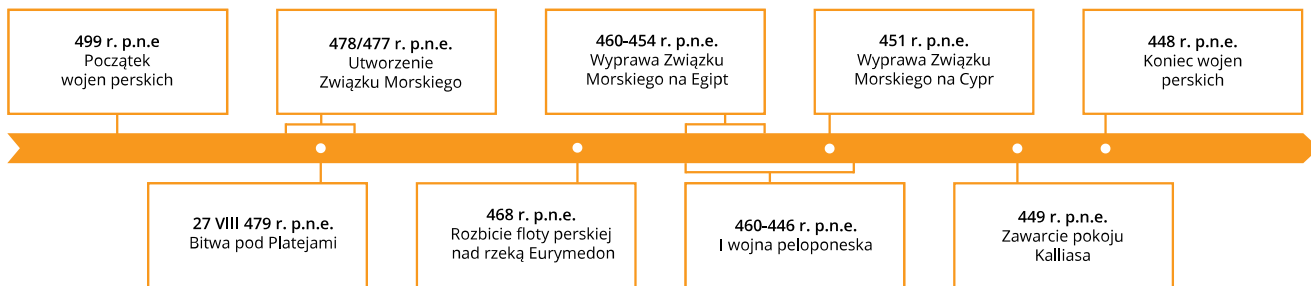 499 r. p.n.e
Początek
wojen perskich
478/477 r. p.n.e.
Utworzenie
Związku Morskiego
460-454 r. p.n.e.
Wyprawa Związku
Morskiego na Egipt
451 r. p.n.e.
Wyprawa Związku
Morskiego na Cypr
448 r. p.n.e.
Koniec wojen
perskich
27 VIII 479 r. p.n.e.
Bitwa pod Platejami
468 r. p.n.e.
Rozbicie floty perskiej
nad rzeką Eurymedon
460-446 r. p.n.e.
I wojna peloponeska
449 r. p.n.e.
Zawarcie pokoju
Kalliasa